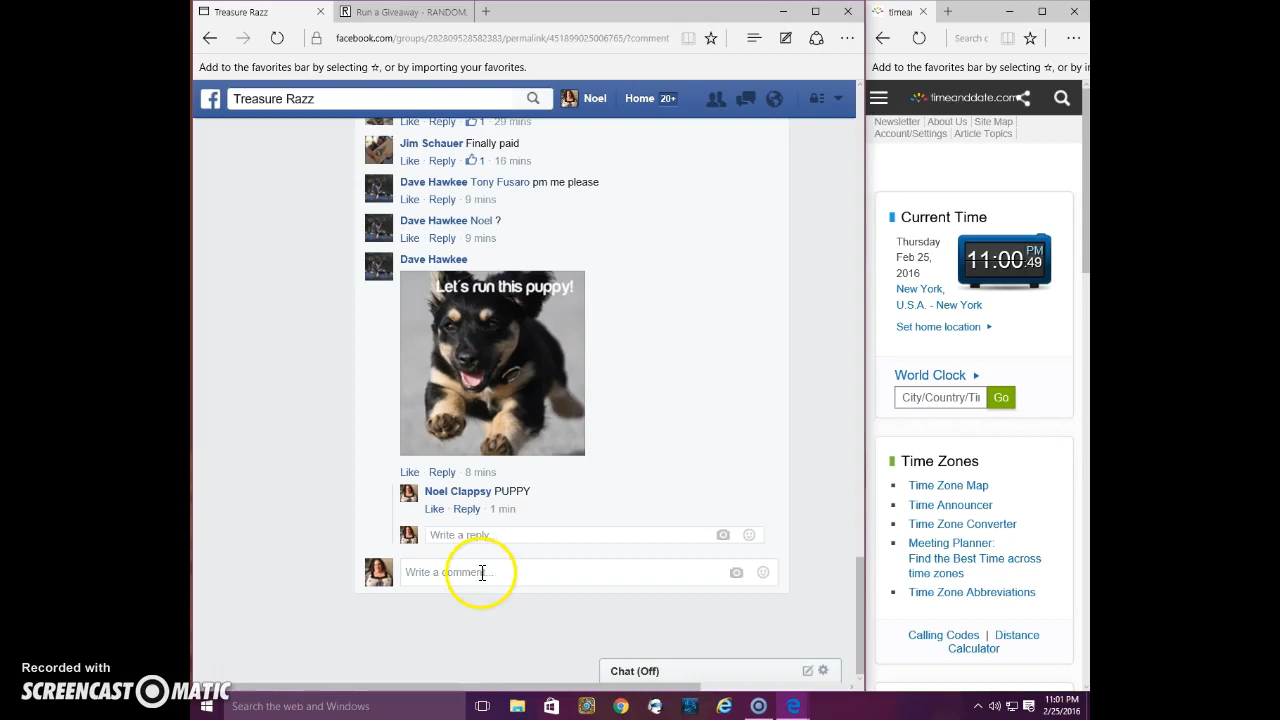 Treasure Razz
Run a Giveaway - RANDOM.
timea
facebook.com/groups/282809528582383/permalink/451899025006765/?comment
Search c
Add to the favorites bar by selecting ☆, or by importing your favorites.
Add to the favorites bar by selecting ☆, or by in
Treasure Razz
Noel
Home 20+
timeanddate.com
Newsletter | About Us | Site Map
Account/Settings | Article Topics
Like · Reply · 1 · 29 mins
Jim Schauer Finally paid
Like · Reply · 1 · 16 mins
Dave Hawkee Tony Fusaro pm me please
Like · Reply · 9 mins
Dave Hawkee Noel ?
Like · Reply · 9 mins
Dave Hawkee
Let's run this puppy!
Like · Reply · 8 mins
Noel Clappsy PUPPY
Like · Reply · 1 min
Write a reply...
Write a comment...
Chat (Off)
Current Time
Thursday
Feb 25,
2016
New York,
U.S.A. - New York
11:00:49 PM
Set home location
World Clock
City/Country/Ti
Go
Time Zones
Time Zone Map
Time Announcer
Time Zone Converter
Meeting Planner:
Find the Best Time across
time zones
Time Zone Abbreviations
Calling Codes | Distance
Calculator
Recorded with
SCREENCAST-O-MATIC
Search the web and Windows
11:01 PM
2/25/2016